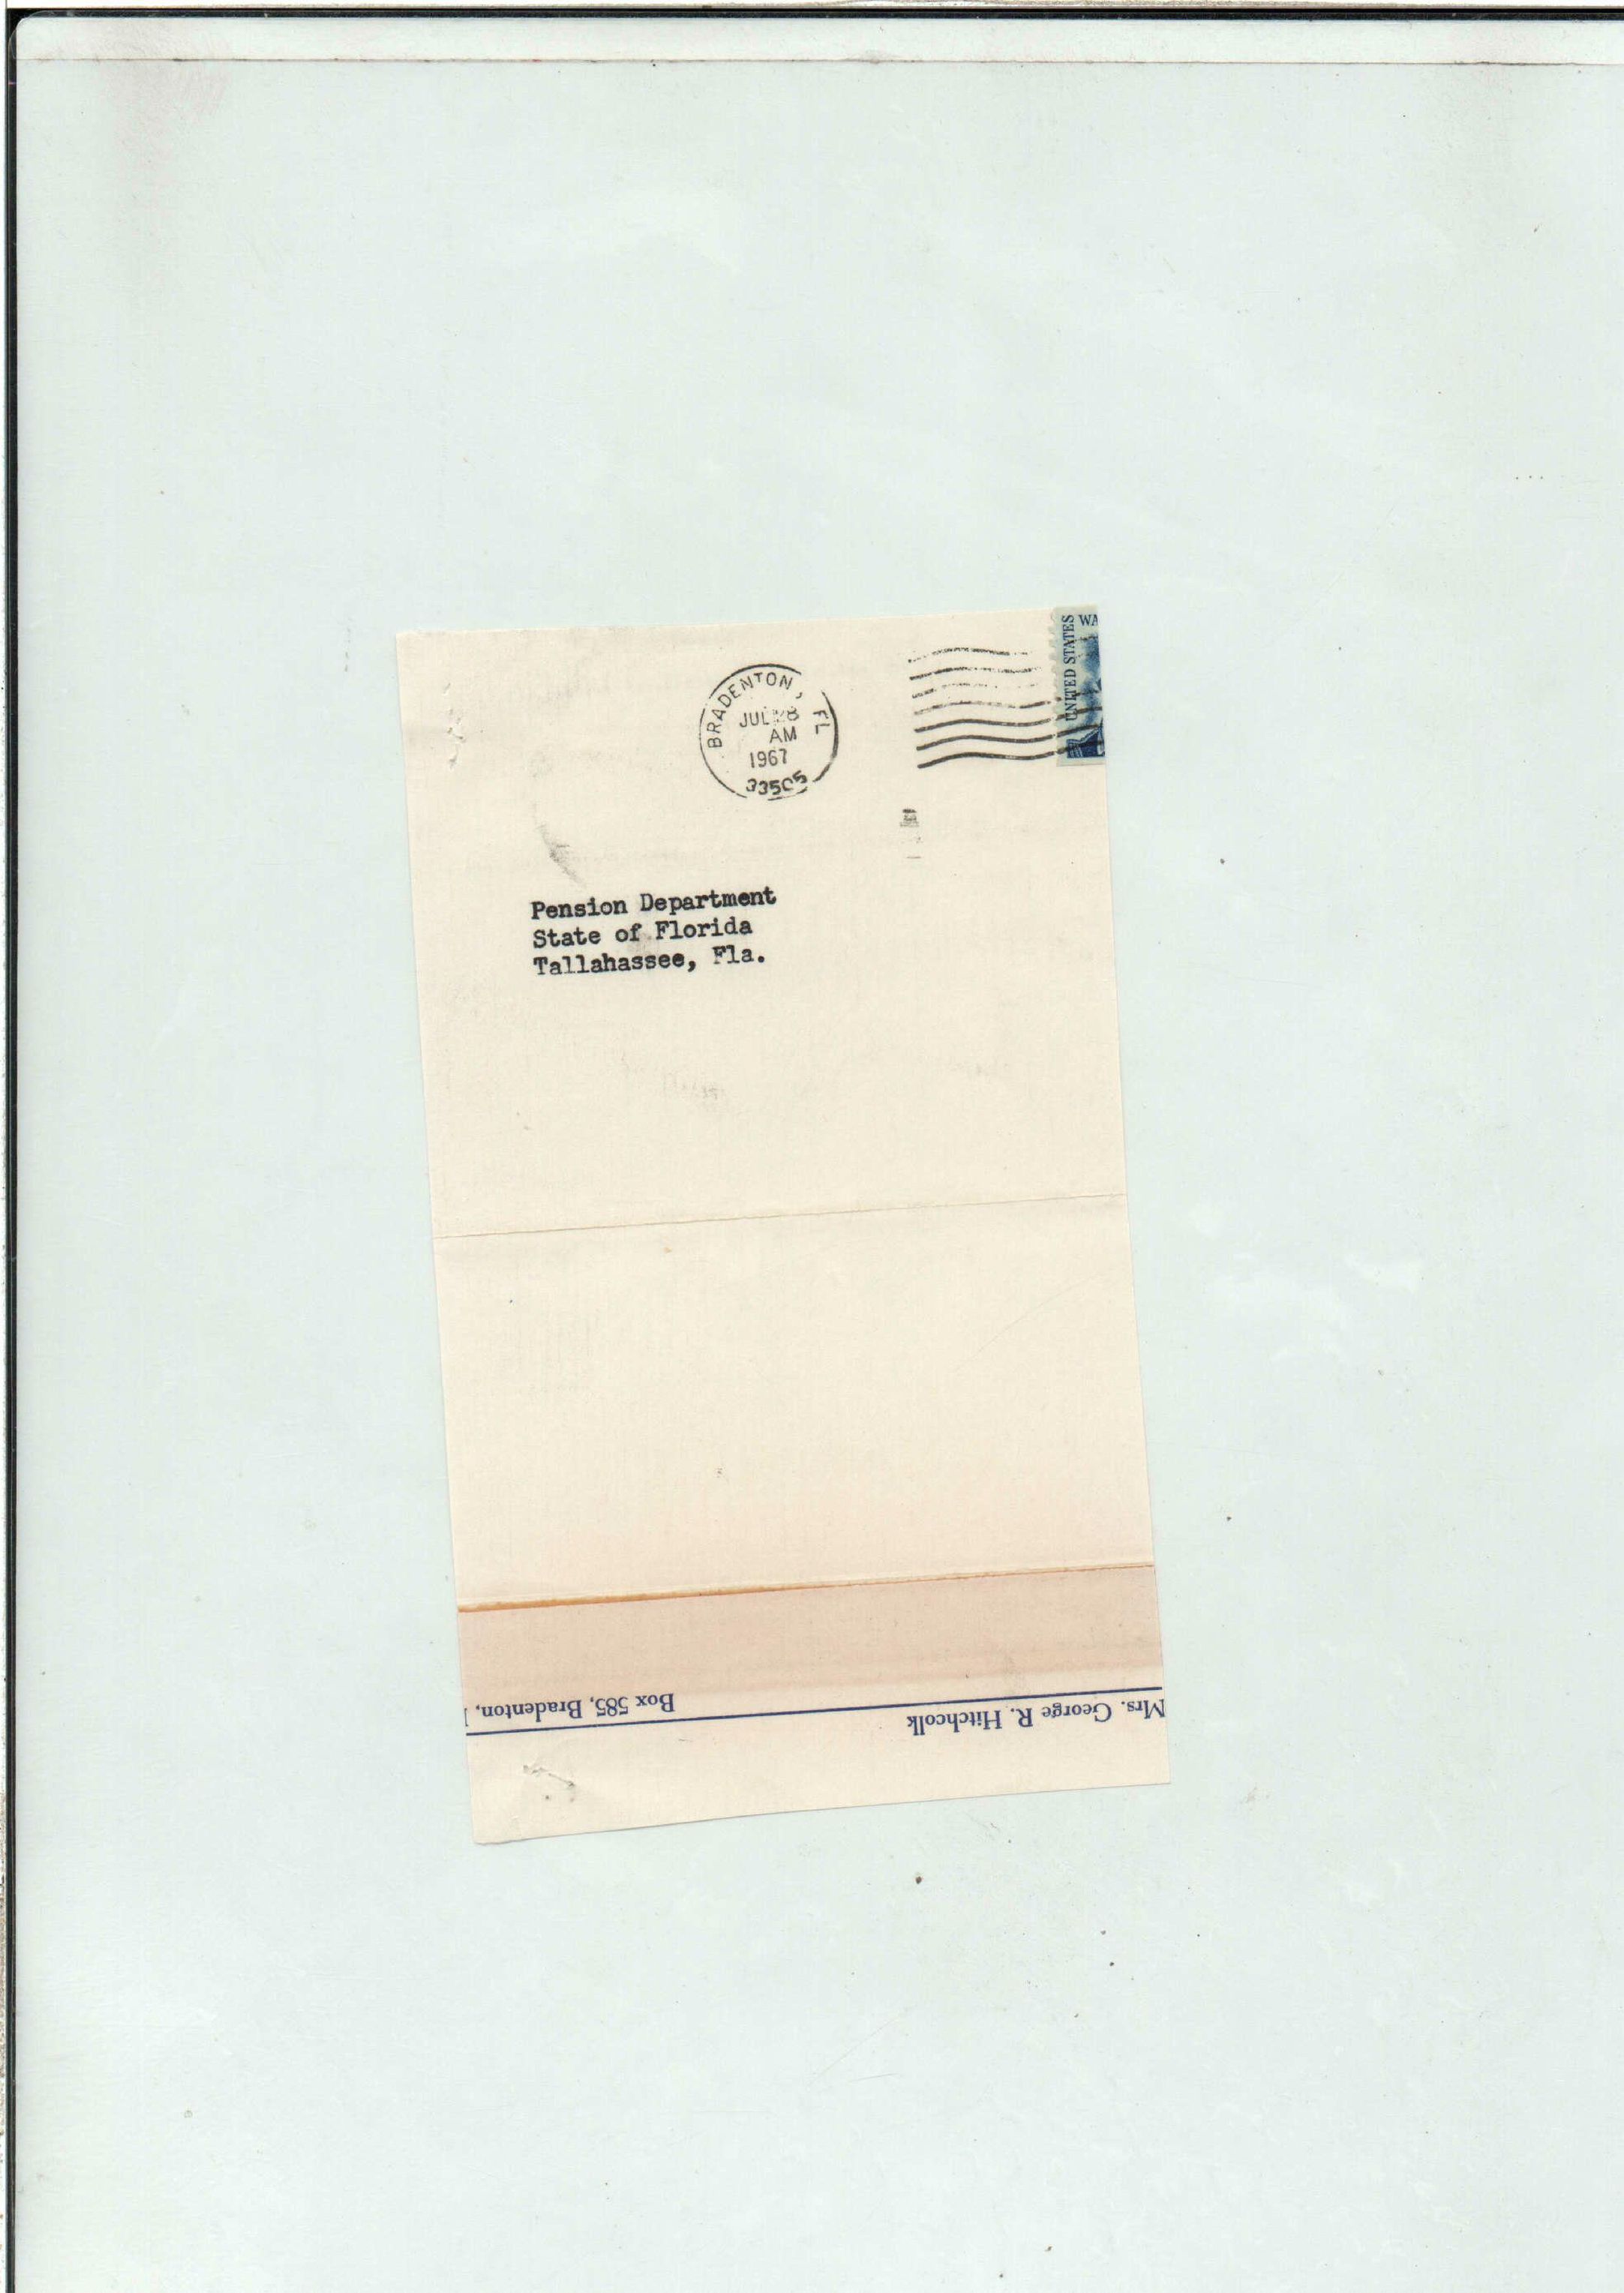 UNITED STATES
WA
BRADENTON, FL
JUL 28
AM
1967
33505
Pension Department
State of Florida
Tallahassee, Fla.
Mrs. George R. Hitchcolk
Box 585, Bradenton,